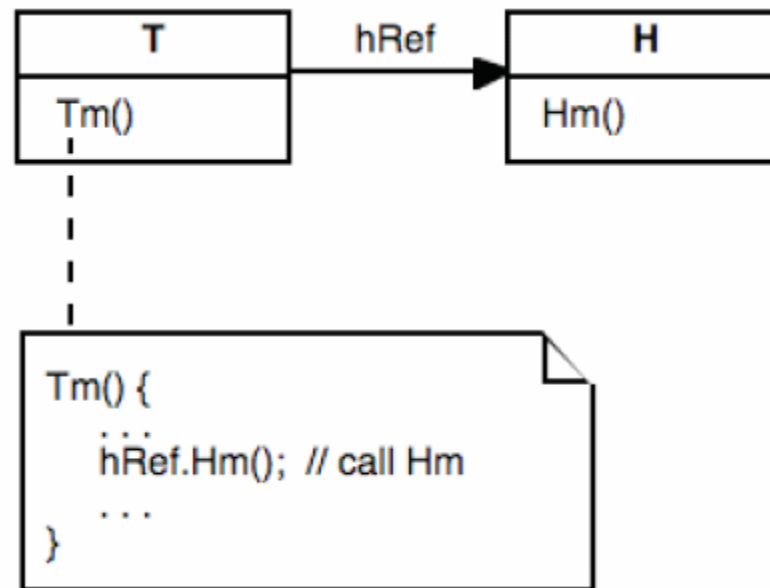 T
hRef
H
Tm()
Hm()
Tm() {
. . .
hRef.Hm();  // call Hm
. . .
}